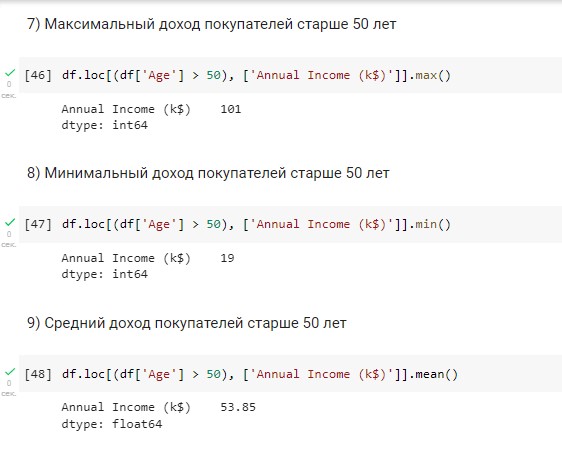 7) Максимальный доход покупателей старше 50 лет
[46] df.loc[(df['Age'] > 50), ['Annual Income (k$)']].max()
0
сек.
Annual Income (k$)    101
dtype: int64
8) Минимальный доход покупателей старше 50 лет
[47] df.loc[(df['Age'] > 50), ['Annual Income (k$)']].min()
0
сек.
Annual Income (k$)    19
dtype: int64
9) Средний доход покупателей старше 50 лет
[48] df.loc[(df['Age'] > 50), ['Annual Income (k$)']].mean()
0
сек.
Annual Income (k$)    53.85
dtype: float64